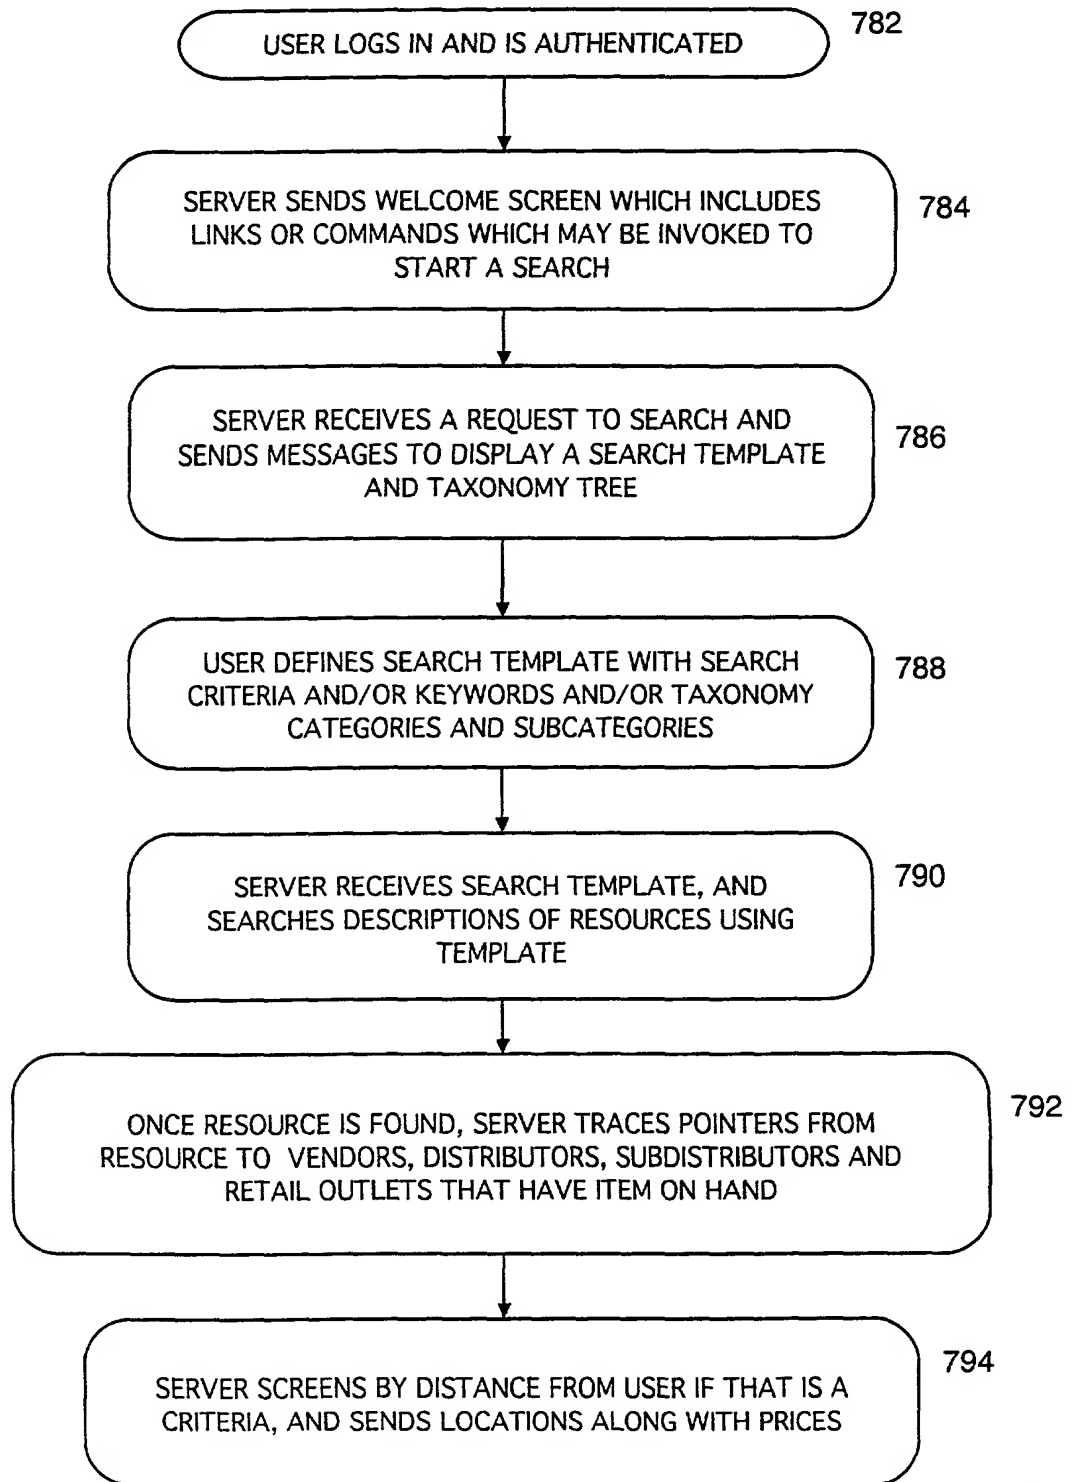 USER LOGS IN AND IS AUTHENTICATED
782
SERVER SENDS WELCOME SCREEN WHICH INCLUDES
LINKS OR COMMANDS WHICH MAY BE INVOKED TO
START A SEARCH
784
SERVER RECEIVES A REQUEST TO SEARCH AND
SENDS MESSAGES TO DISPLAY A SEARCH TEMPLATE
AND TAXONOMY TREE
786
USER DEFINES SEARCH TEMPLATE WITH SEARCH
CRITERIA AND/OR KEYWORDS AND/OR TAXONOMY
CATEGORIES AND SUBCATEGORIES
788
SERVER RECEIVES SEARCH TEMPLATE, AND
SEARCHES DESCRIPTIONS OF RESOURCES USING
TEMPLATE
790
ONCE RESOURCE IS FOUND, SERVER TRACES POINTERS FROM
RESOURCE TO VENDORS, DISTRIBUTORS, SUBDISTRIBUTORS AND
RETAIL OUTLETS THAT HAVE ITEM ON HAND
792
SERVER SCREENS BY DISTANCE FROM USER IF THAT IS A
CRITERIA, AND SENDS LOCATIONS ALONG WITH PRICES
794